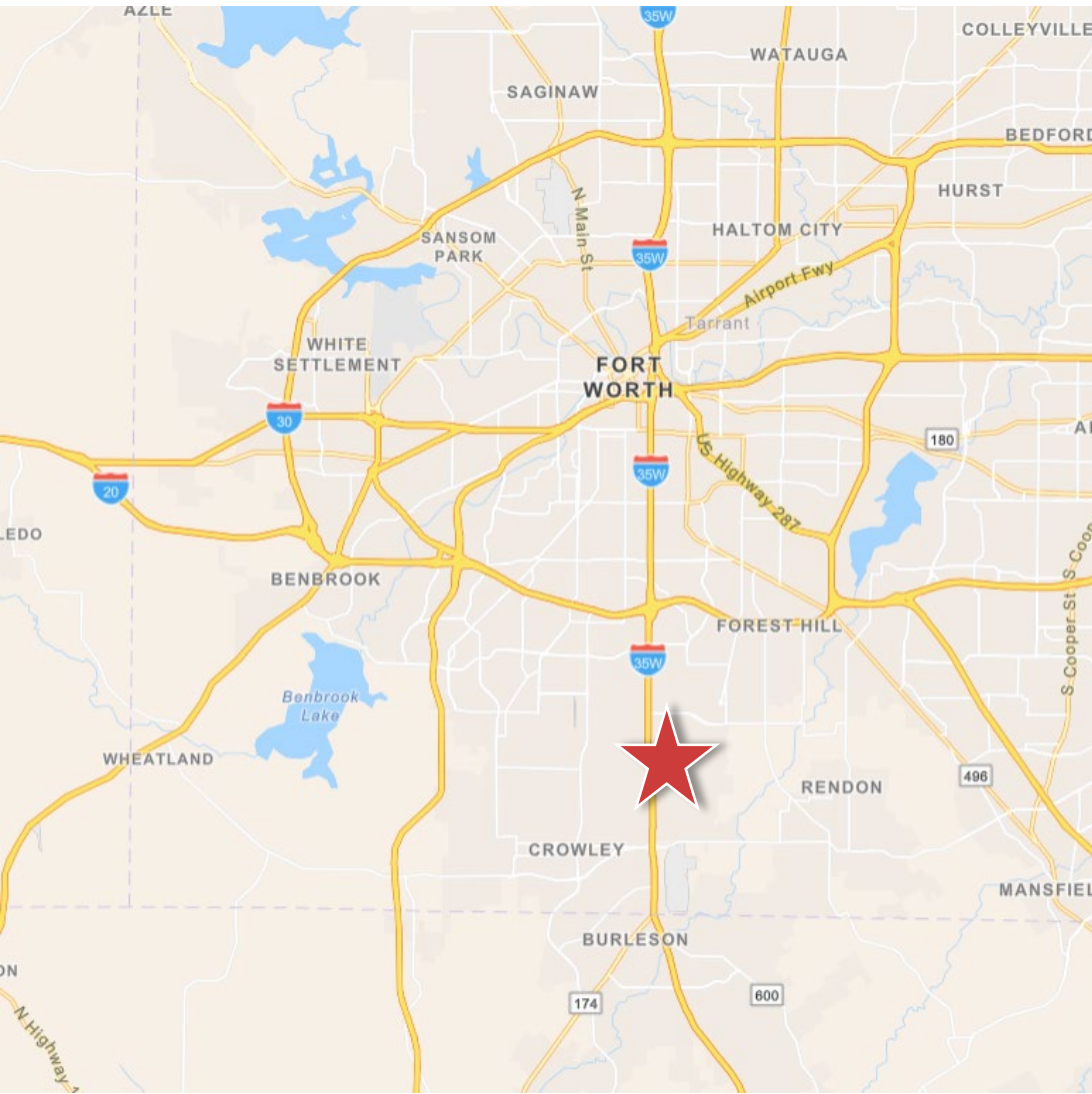 AZLE
35W
COLLEYVILLE
WATAUGA
SAGINAW
BEDFORD
HURST
N Main St
HALTOM CITY
SANSOM
PARK
35W
Airport Fwy
Tarrant
WHITE
SETTLEMENT
FORT
WORTH
30
180
US Highway 287
35W
20
LEDO
BENBROOK
S Cooper St
S Coop
FOREST HILL
35W
Benbrook
Lake
WHEATLAND
496
RENDON
CROWLEY
MANSFIEL
BURLESON
ON
600
174
N Highway 1